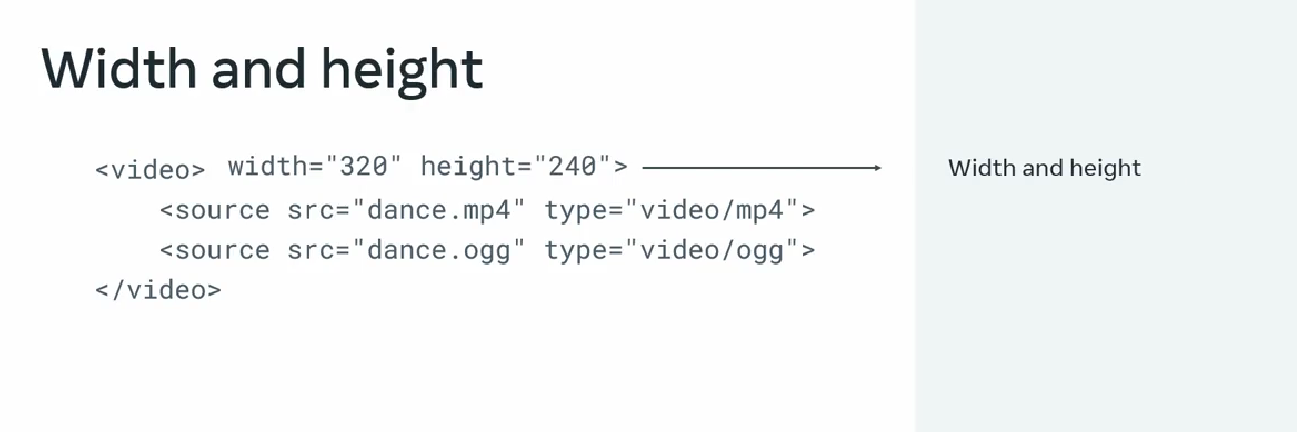 Width and height
<video> width="320" height="240">
Width and height
<source src="dance.mp4" type="video/mp4">
<source src="dance.ogg" type="video/ogg">
</video>